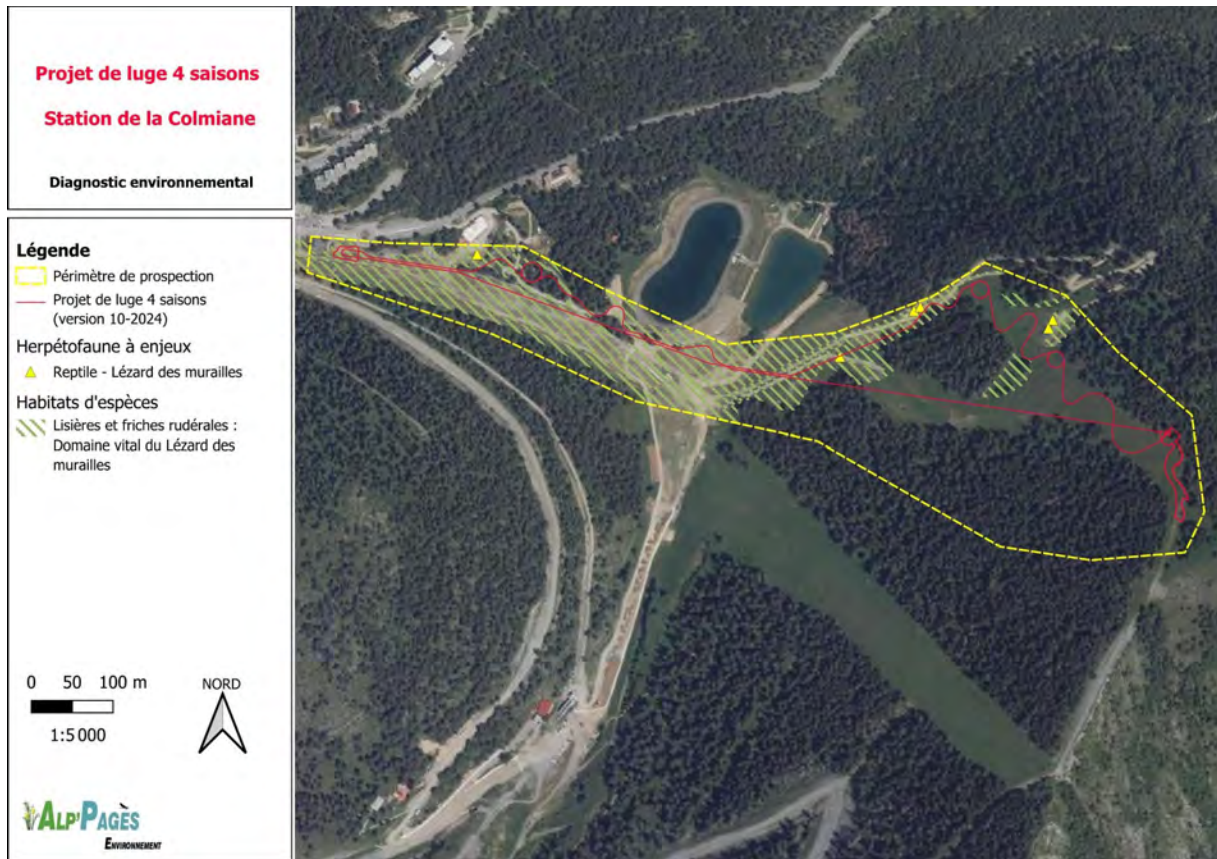 Projet de luge 4 saisons
Station de la Colmiane
Diagnostic environnemental
Légende
Périmètre de prospection
Projet de luge 4 saisons
(version 10-2024)
Herpétofaune à enjeux
Reptile - Lézard des murailles
Habitats d'espèces
Lisières et friches rudérales :
Domaine vital du Lézard des
murailles
0 50 100 m
1:5 000
NORD
ALP'PAGÈS
ENVIRONNEMENT